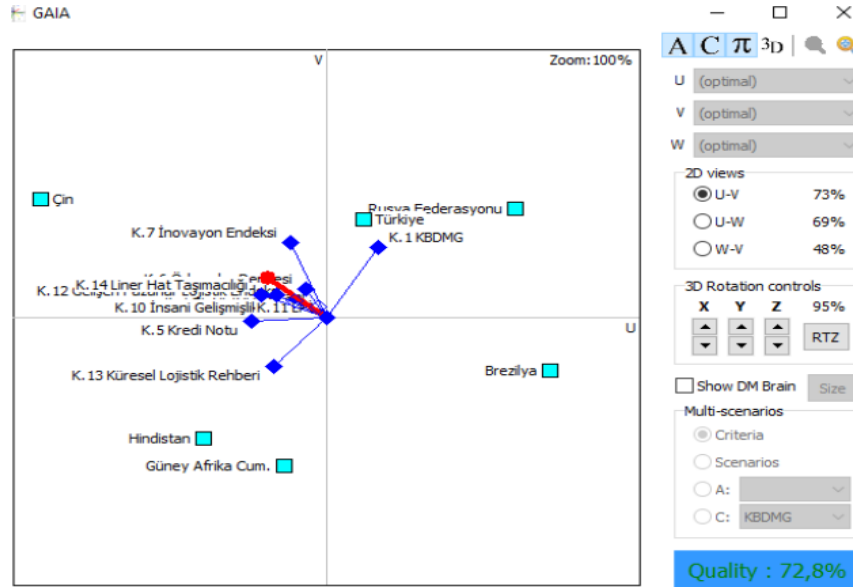 GAIA
V
Zoom:100%
Çin
Rusya Federasyonu
Türkiye
K.7 İnovayon Endeksi
K.1 KBDMG
K.14 Liner Hat Taşımacılığı
K.12
K.10 İnsani Gelişmişlik
K.11
U
K.5 Kredi Notu
K.13 Küresel Lojistik Rehberi
Brezilya
Hindistan
Güney Afrika Cum.
A C π 3D
U (optimal)
V (optimal)
W (optimal)
2D views
U-V 73%
U-W 69%
W-V 48%
3D Rotation controls
X Y Z 95%
RTZ
Show DM Brain Size
Multi-scenarios
Criteria
Scenarios
A:
C: KBDMG
Quality : 72,8%